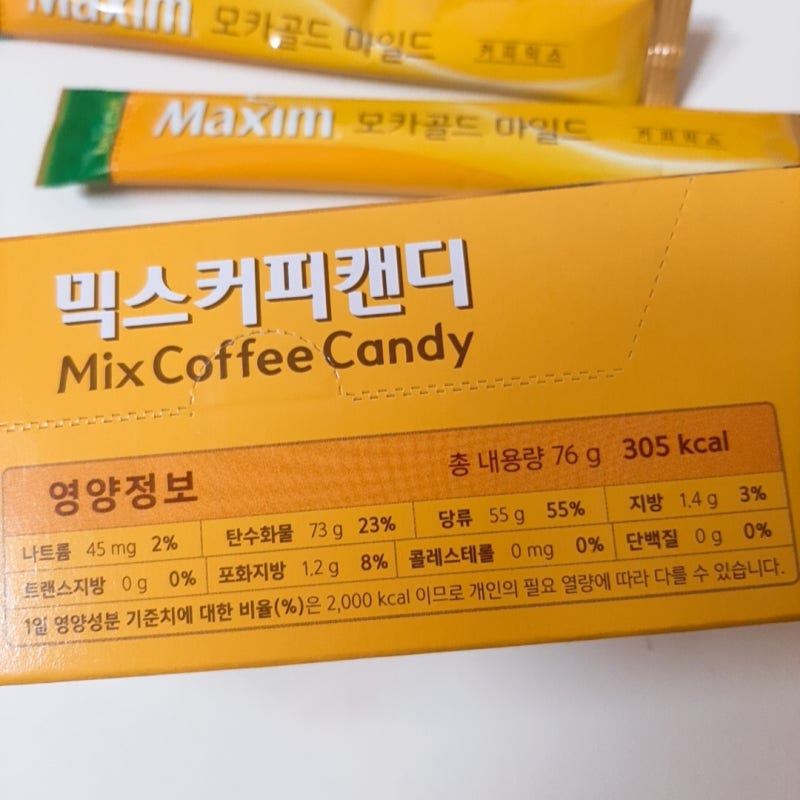 Maxim 모카골드 마일드 커피믹스
Maxim 모카골드 마일드 커피믹스
믹스커피캔디
Mix Coffee Candy
영양정보 총 내용량 76 g 305 kcal
나트륨 45 mg 2% 탄수화물 73 g 23% 당류 55 g 55% 지방 1.4 g 3%
트랜스지방 0 g 0% 포화지방 1.2 g 8% 콜레스테롤 0 mg 0% 단백질 0 g 0%
1일 영양성분 기준치에 대한 비율(%)은 2,000 kcal 이므로 개인의 필요 열량에 따라 다를 수 있습니다.